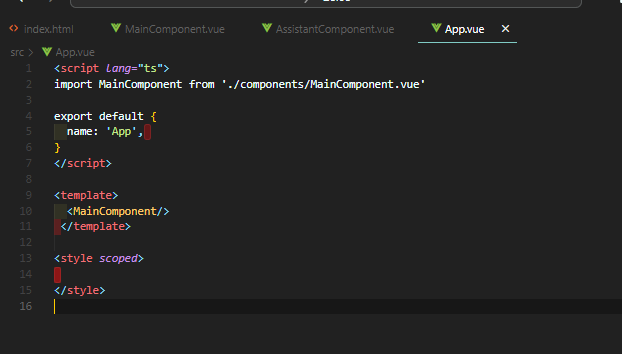 index.html MainComponent.vue AssistantComponent.vue App.vue
src > App.vue
1 <script lang="ts">
2 import MainComponent from './components/MainComponent.vue'
3
4 export default {
5 name: 'App',
6 }
7 </script>
8
9 <template>
10 <MainComponent/>
11 </template>
12
13 <style scoped>
14
15 </style>
16